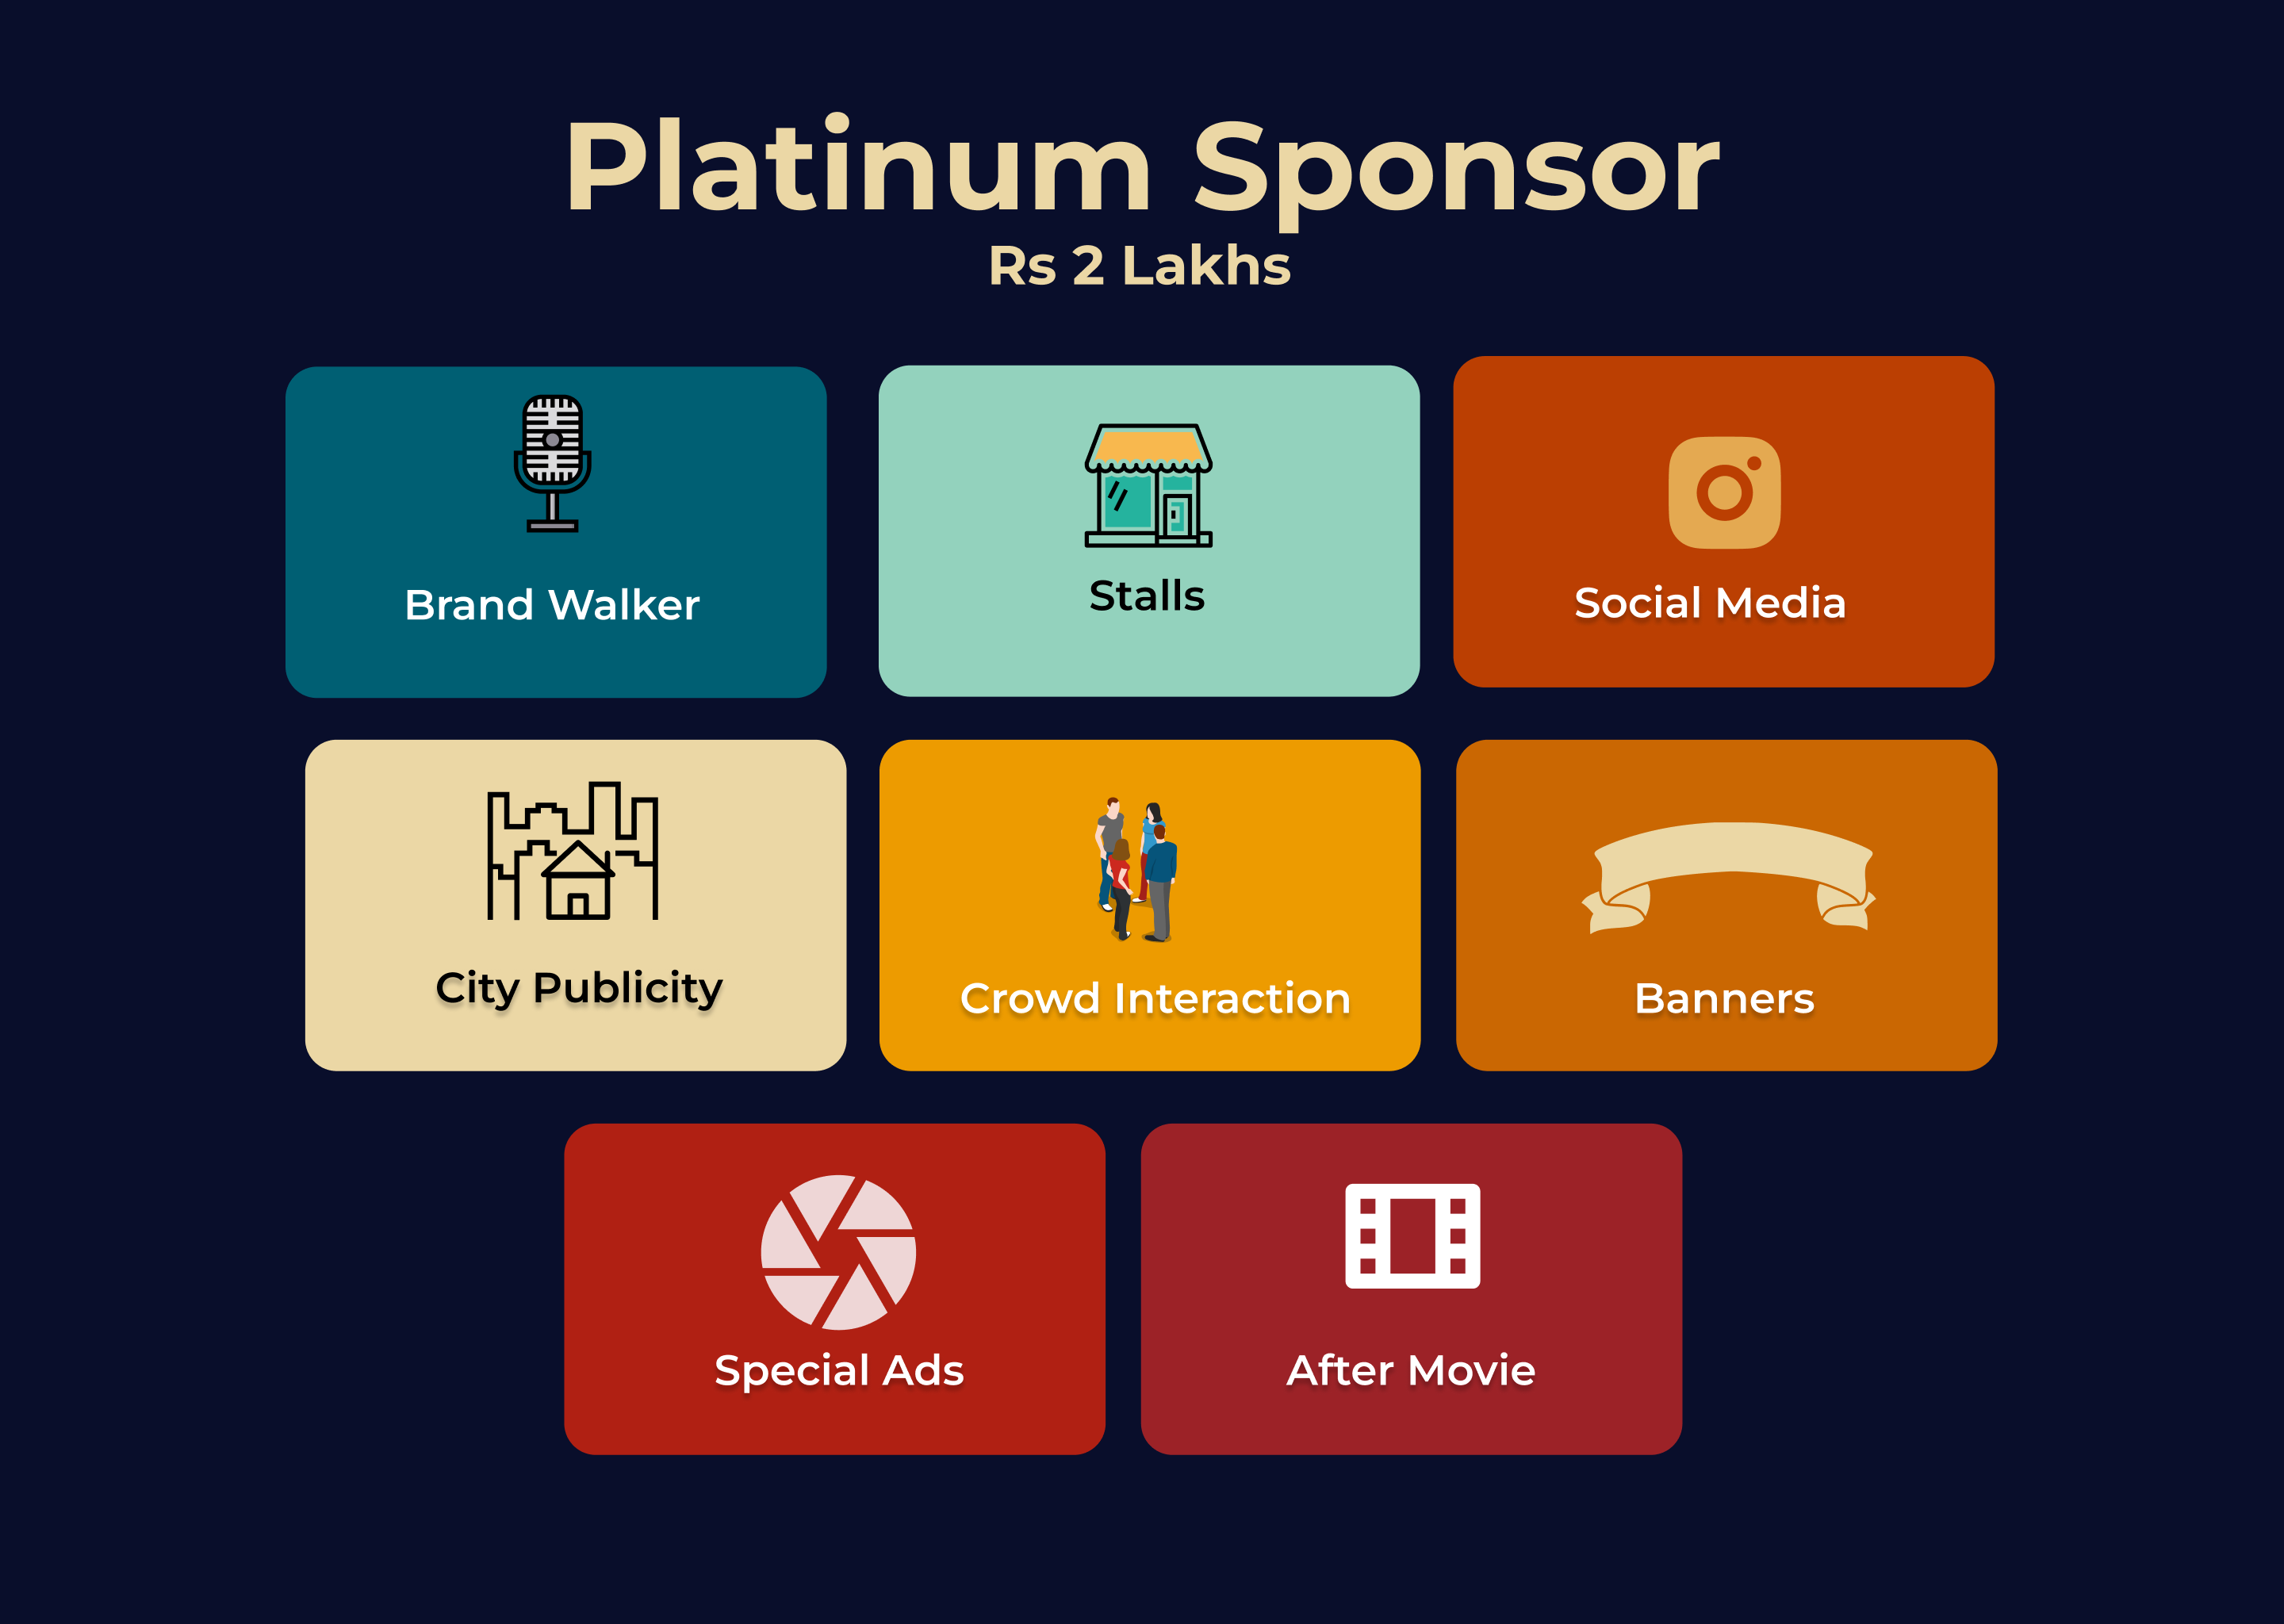 Platinum Sponsor
Rs 2 Lakhs
Brand Walker
Stalls
Social Media
City Publicity
Crowd Interaction
Banners
Special Ads
After Movie